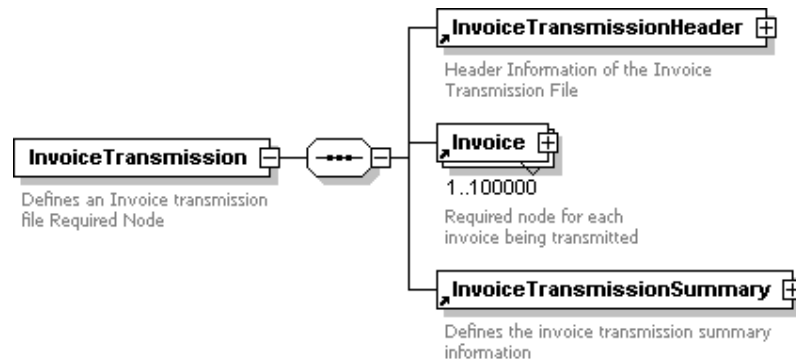 InvoiceTransmissionHeader
Header Information of the Invoice
Transmission File
Invoice
1..100000
Required node for each
invoice being transmitted
InvoiceTransmission
Defines an Invoice transmission
file Required Node
InvoiceTransmissionSummary
Defines the invoice transmission summary
information